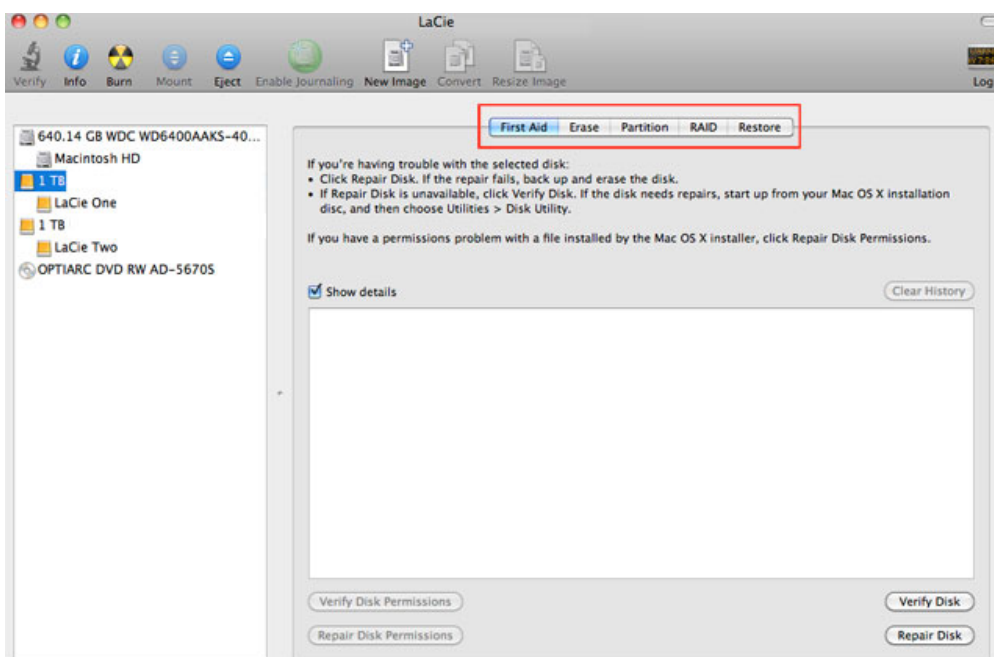 LaCie
Verify Info Burn Mount Eject Enable Journaling New Image Convert Resize Image Log
First Aid Erase Partition RAID Restore
640.14 GB WDC WD6400AAKS-40...
Macintosh HD
1 TB
LaCie One
1 TB
LaCie Two
OPTIARC DVD RW AD-5670S
If you're having trouble with the selected disk:
• Click Repair Disk. If the repair fails, back up and erase the disk.
• If Repair Disk is unavailable, click Verify Disk. If the disk needs repairs, start up from your Mac OS X installation
disc, and then choose Utilities > Disk Utility.
If you have a permissions problem with a file installed by the Mac OS X installer, click Repair Disk Permissions.
Show details
Clear History
Verify Disk Permissions
Verify Disk
Repair Disk Permissions
Repair Disk